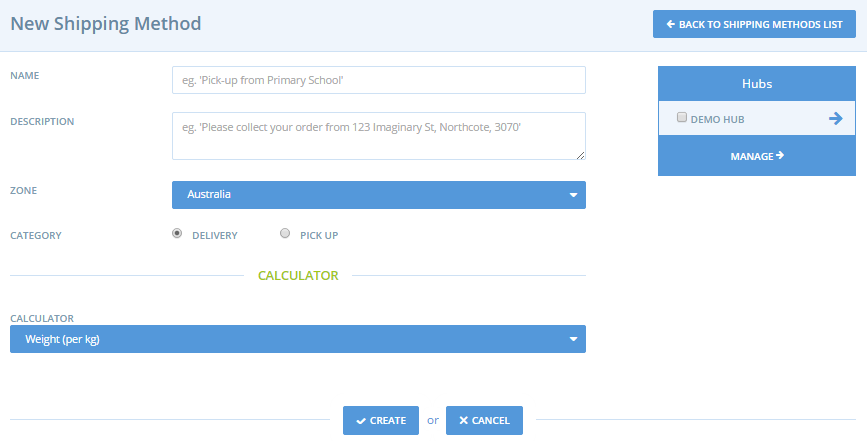 New Shipping Method
BACK TO SHIPPING METHODS LIST
NAME
eg. 'Pick-up from Primary School'
DESCRIPTION
eg. 'Please collect your order from 123 Imaginary St, Northcote, 3070'
ZONE
Australia
CATEGORY
DELIVERY
PICK UP
CALCULATOR
CALCULATOR
Weight (per kg)
Hubs
DEMO HUB
MANAGE
CREATE or CANCEL